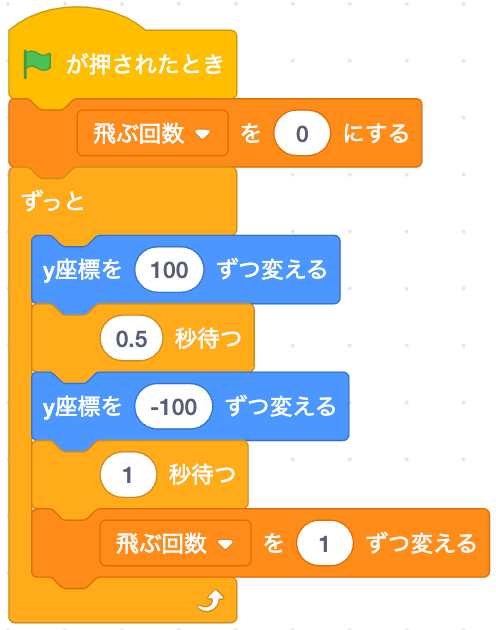 が押されたとき
飛ぶ回数 を 0 にする
ずっと
y座標を 100 ずつ変える
0.5 秒待つ
y座標を -100 ずつ変える
1 秒待つ
飛ぶ回数 を 1 ずつ変える